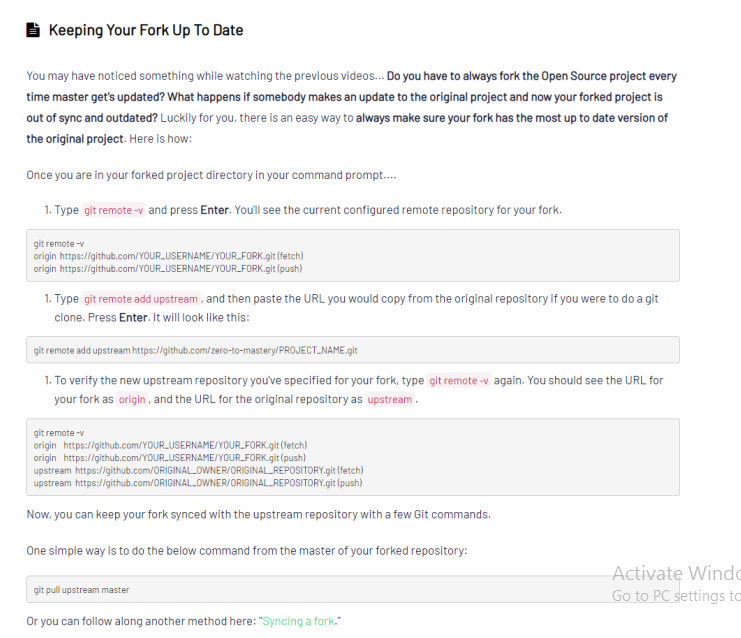 Keeping Your Fork Up To Date
You may have noticed something while watching the previous videos... Do you have to always fork the Open Source project every
time master get's updated? What happens if somebody makes an update to the original project and now your forked project is
out of sync and outdated? Luckily for you, there is an easy way to always make sure your fork has the most up to date version of
the original project. Here is how:
Once you are in your forked project directory in your command prompt....
1. Type git remote -v and press Enter. You'll see the current configured remote repository for your fork.
git remote -v
origin https://github.com/YOUR_USERNAME/YOUR_FORK.git (fetch)
origin https://github.com/YOUR_USERNAME/YOUR_FORK.git (push)
1. Type git remote add upstream , and then paste the URL you would copy from the original repository if you were to do a git
clone. Press Enter. It will look like this:
git remote add upstream https://github.com/zero-to-mastery/PROJECT_NAME.git
1. To verify the new upstream repository you've specified for your fork, type git remote -v again. You should see the URL for
your fork as origin , and the URL for the original repository as upstream .
git remote -v
origin https://github.com/YOUR_USERNAME/YOUR_FORK.git (fetch)
origin https://github.com/YOUR_USERNAME/YOUR_FORK.git (push)
upstream https://github.com/ORIGINAL_OWNER/ORIGINAL_REPOSITORY.git (fetch)
upstream https://github.com/ORIGINAL_OWNER/ORIGINAL_REPOSITORY.git (push)
Now, you can keep your fork synced with the upstream repository with a few Git commands.
One simple way is to do the below command from the master of your forked repository:
Activate Windo
git pull upstream master
Go to PC settings to
Or you can follow along another method here: "Syncing a fork."